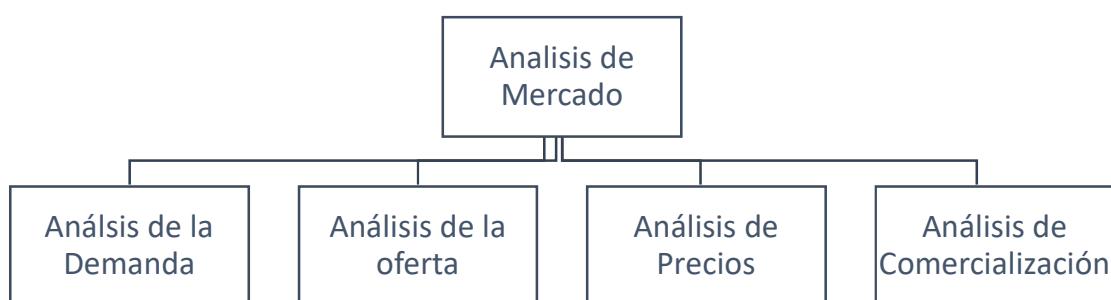 Analisis de
Mercado
Análsis de la
Demanda
Análisis de la
oferta
Análisis de
Precios
Análisis de
Comercialización